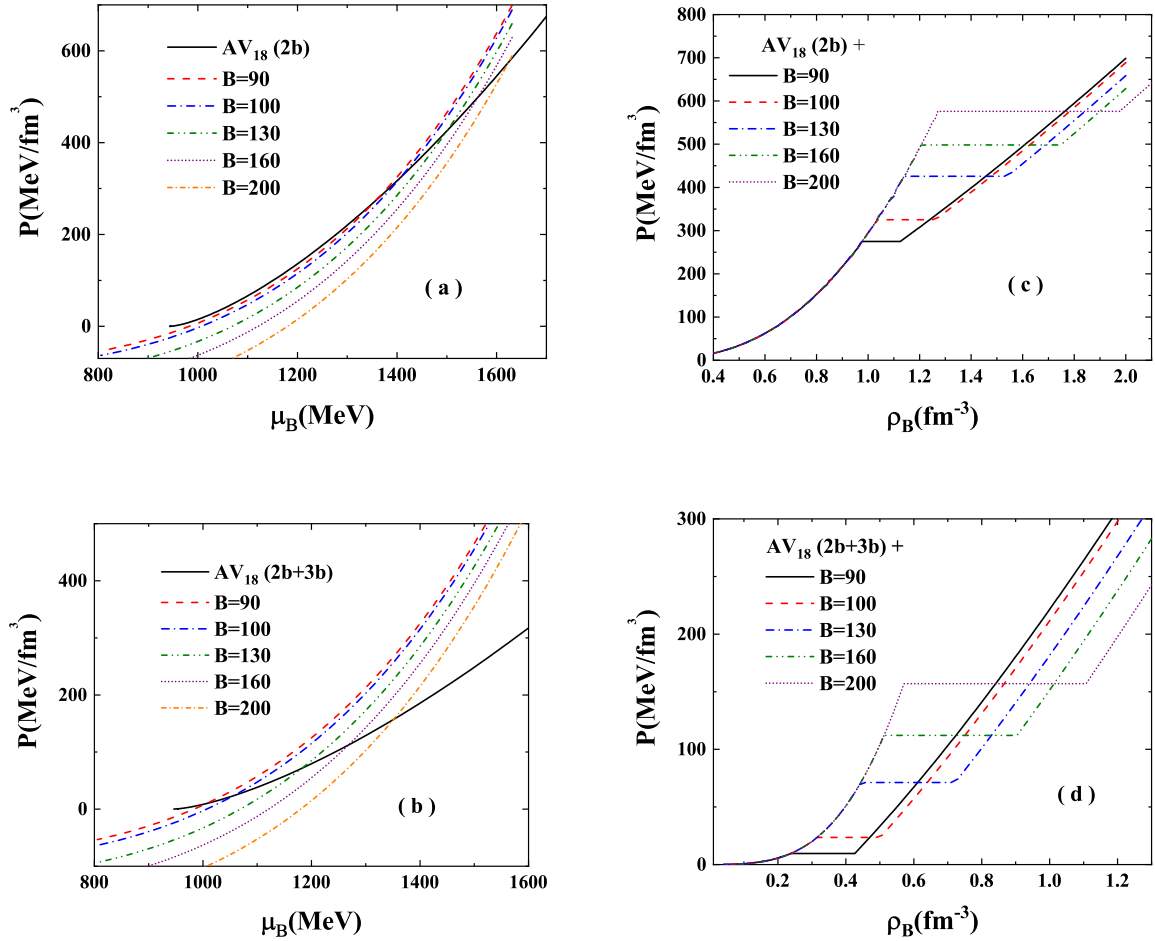 P(MeV/fm³)
600
400
200
0
AV₁₈ (2b)
B=90
B=100
B=130
B=160
B=200
( a )
800 1000 1200 1400 1600
μ_B(MeV)
P(MeV/fm³)
800
700
600
500
400
300
200
100
0
AV₁₈ (2b) +
B=90
B=100
B=130
B=160
B=200
( c )
0.4 0.6 0.8 1.0 1.2 1.4 1.6 1.8 2.0
ρ_B(fm⁻³)
P(MeV/fm³)
400
200
0
AV₁₈ (2b+3b)
B=90
B=100
B=130
B=160
B=200
( b )
800 1000 1200 1400 1600
μ_B(MeV)
P(MeV/fm³)
300
200
100
0
AV₁₈ (2b+3b) +
B=90
B=100
B=130
B=160
B=200
( d )
0.2 0.4 0.6 0.8 1.0 1.2
ρ_B(fm⁻³)